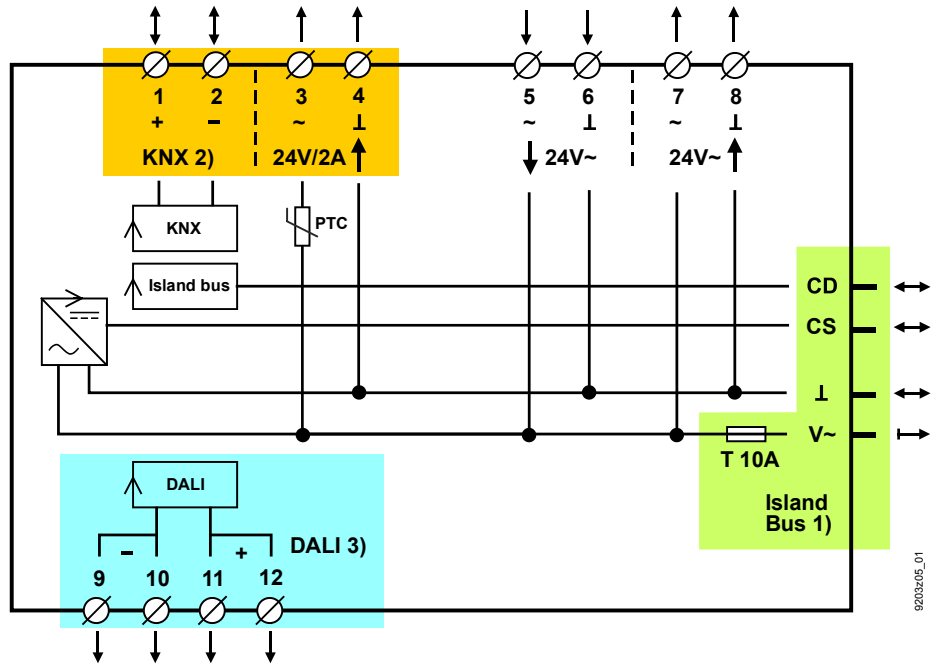 1 2 3 4 5 6 7 8
+ − ~ ⊥ ~ ⊥ ~ ⊥
KNX 2) 24V/2A 24V~ 24V~
KNX
PTC
Island bus
CD
CS
⊥
V~
T 10A
Island
Bus 1)
DALI
− +
DALI 3)
9 10 11 12
9203z05_01